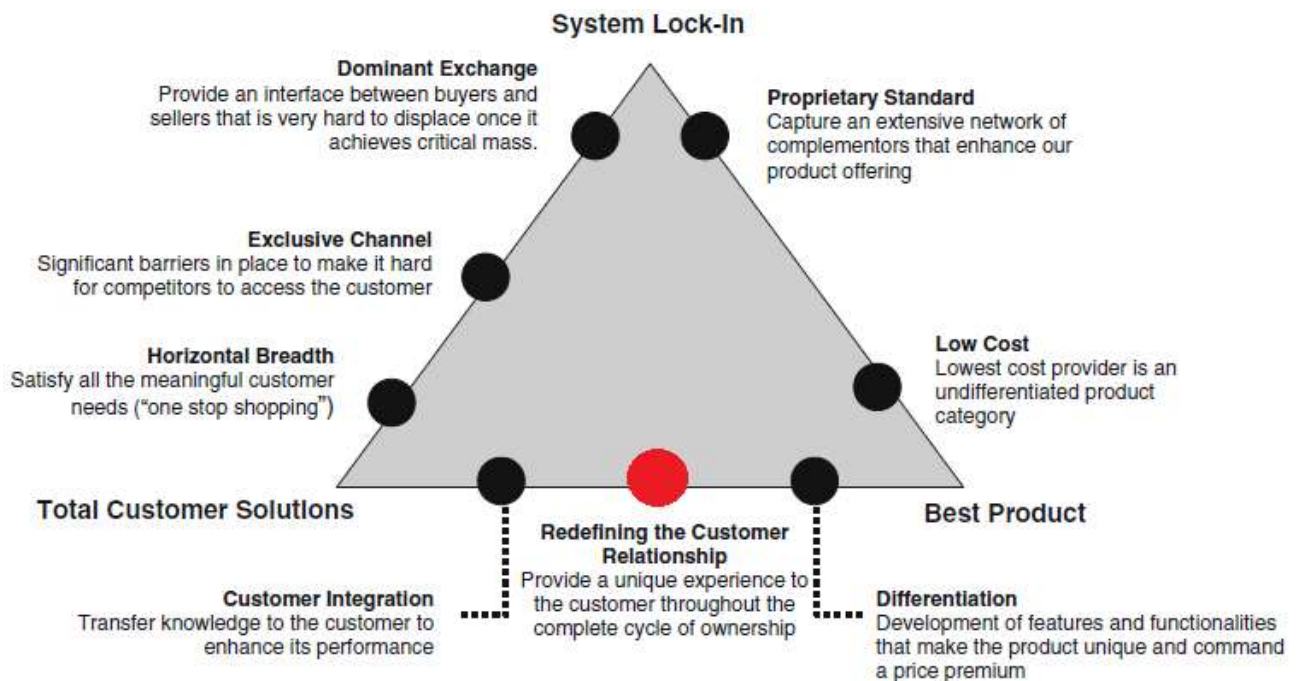 System Lock-In
Dominant Exchange
Provide an interface between buyers and
sellers that is very hard to displace once it
achieves critical mass.
Proprietary Standard
Capture an extensive network of
complementors that enhance our
product offering
Exclusive Channel
Significant barriers in place to make it hard
for competitors to access the customer
Horizontal Breadth
Satisfy all the meaningful customer
needs (“one stop shopping”)
Low Cost
Lowest cost provider is an
undifferentiated product
category
Total Customer Solutions
Best Product
Redefining the Customer
Relationship
Provide a unique experience to
the customer throughout the
complete cycle of ownership
Customer Integration
Transfer knowledge to the customer to
enhance its performance
Differentiation
Development of features and functionalities
that make the product unique and command
a price premium